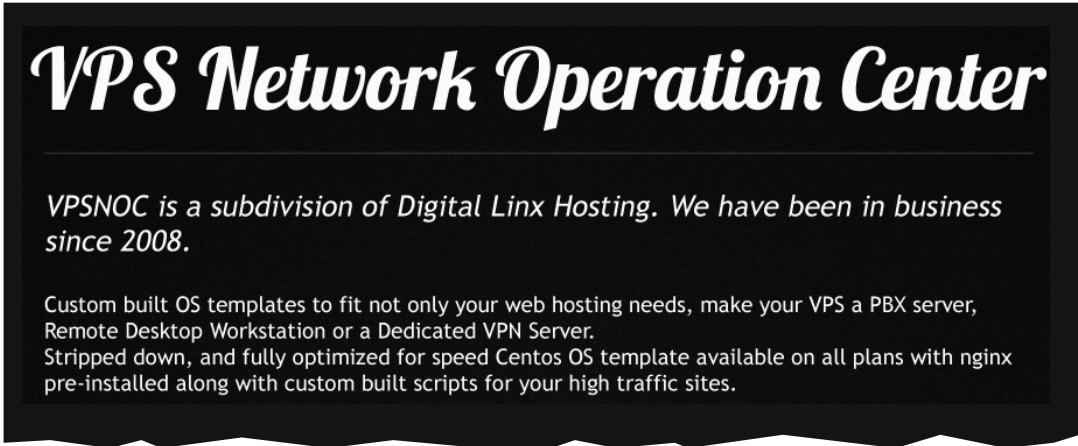 VPS Network Operation Center
VPSNOC is a subdivision of Digital Linx Hosting. We have been in business
since 2008.
Custom built OS templates to fit not only your web hosting needs, make your VPS a PBX server,
Remote Desktop Workstation or a Dedicated VPN Server.
Stripped down, and fully optimized for speed Centos OS template available on all plans with nginx
pre-installed along with custom built scripts for your high traffic sites.